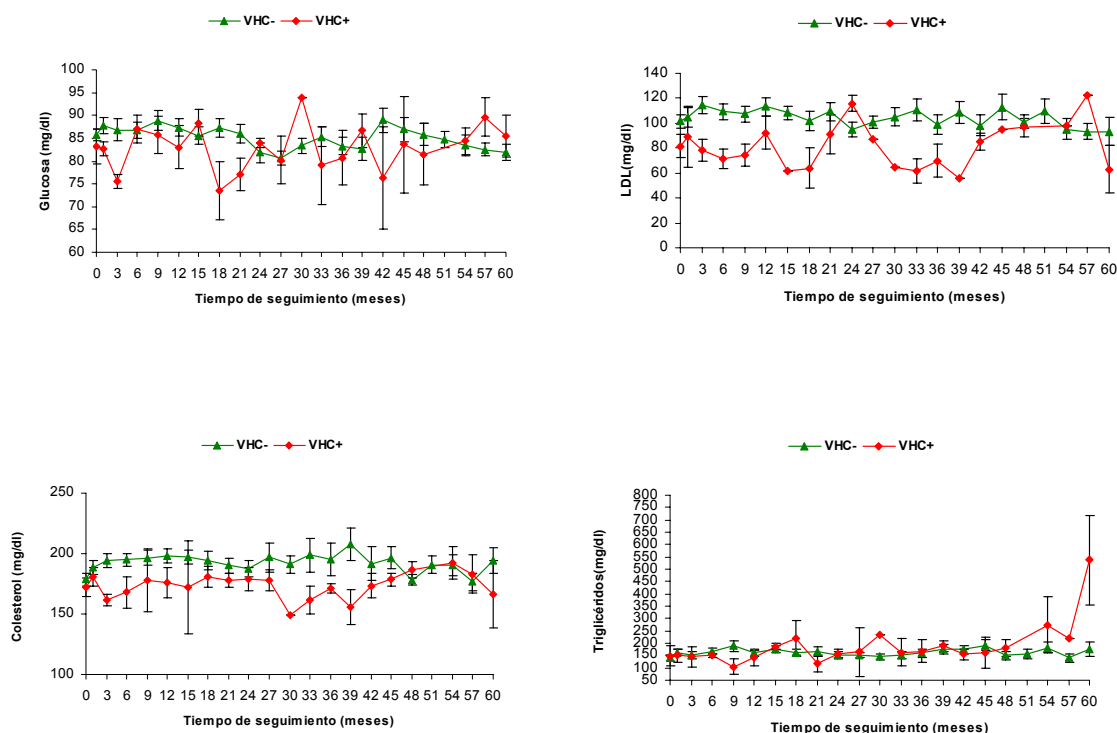 VHC- VHC+
100
95
90
85
80
75
70
65
60
Glucosa (mg/dl)
0 3 6 9 12 15 18 21 24 27 30 33 36 39 42 45 48 51 54 57 60
Tiempo de seguimiento (meses)
VHC- VHC+
140
120
100
80
60
40
20
0
LDL(mg/dl)
0 3 6 9 12 15 18 21 24 27 30 33 36 39 42 45 48 51 54 57 60
Tiempo de seguimiento (meses)
VHC- VHC+
250
200
150
100
Colesterol (mg/dl)
0 3 6 9 12 15 18 21 24 27 30 33 36 39 42 45 48 51 54 57 60
Tiempo de seguimiento (meses)
VHC- VHC+
800
750
700
650
600
550
500
450
400
350
300
250
200
150
100
50
Triglicéridos(mg/dl)
0 3 6 9 12 15 18 21 24 27 30 33 36 39 42 45 48 51 54 57 60
Tiempo de seguimiento (meses)